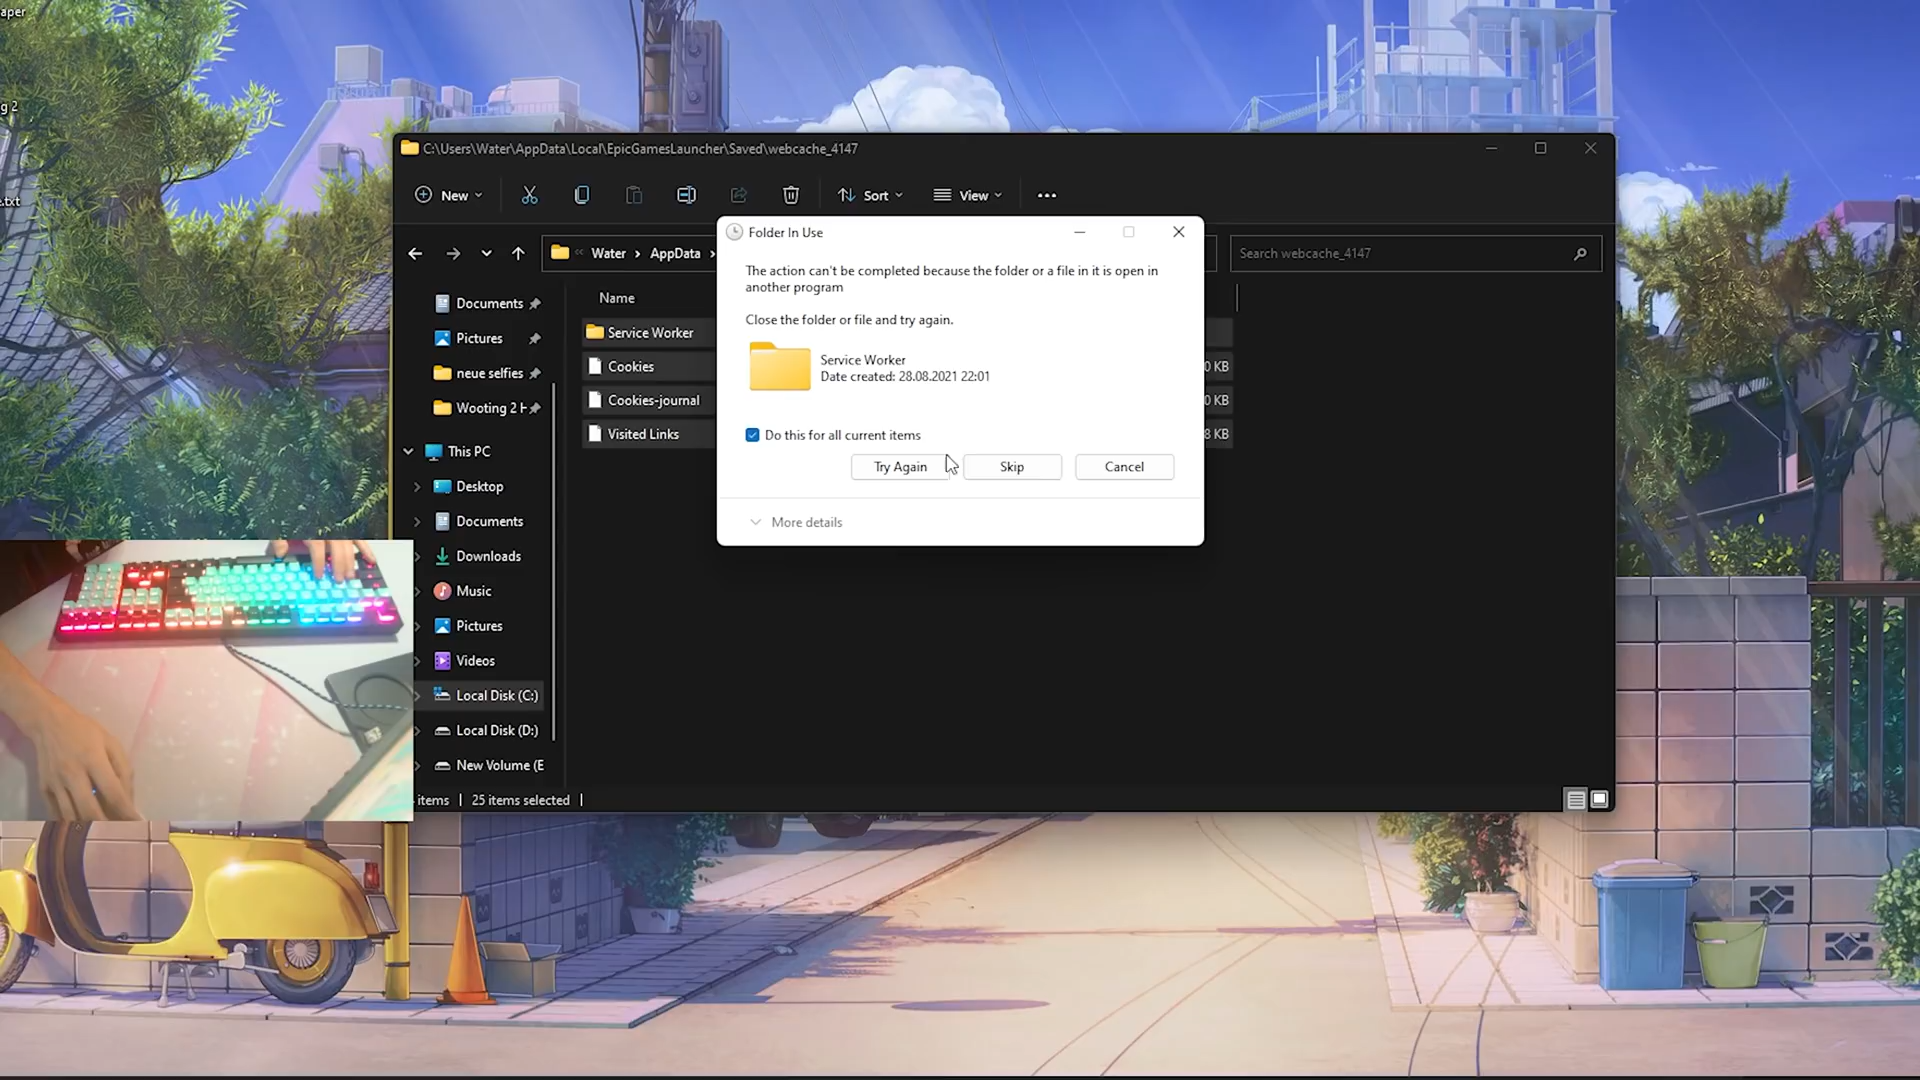 aper
g 2
e.txt
C:\Users\Water\AppData\Local\EpicGamesLauncher\Saved\webcache_4147
New
Sort
View
Water
AppData
Search webcache_4147
Documents
Pictures
neue selfies
Wooting 2 H
This PC
Desktop
Documents
Downloads
Music
Pictures
Videos
Local Disk (C:)
Local Disk (D:)
New Volume (E
items
25 items selected
Name
Service Worker
Cookies
0 KB
Cookies-journal
0 KB
Visited Links
8 KB
Folder In Use
The action can't be completed because the folder or a file in it is open in
another program
Close the folder or file and try again.
Service Worker
Date created: 28.08.2021 22:01
Do this for all current items
Try Again
Skip
Cancel
More details